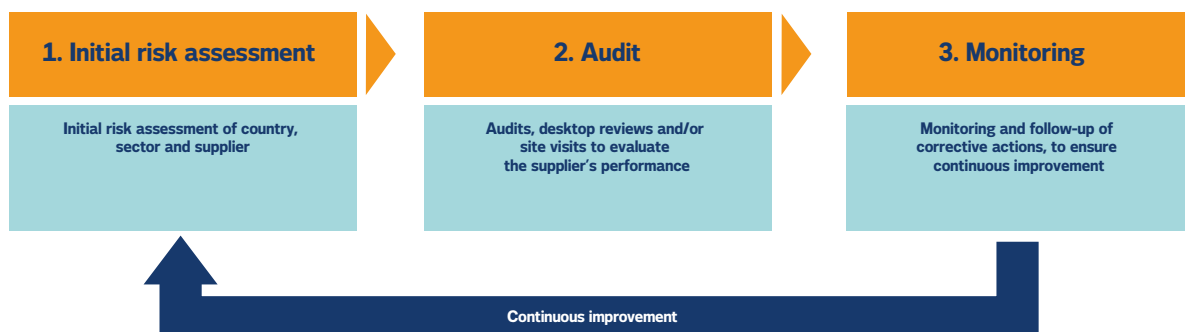 1. Initial risk assessment
2. Audit
3. Monitoring
Initial risk assessment of country,
sector and supplier
Audits, desktop reviews and/or
site visits to evaluate
the supplier's performance
Monitoring and follow-up of
corrective actions, to ensure
continuous improvement
Continuous improvement